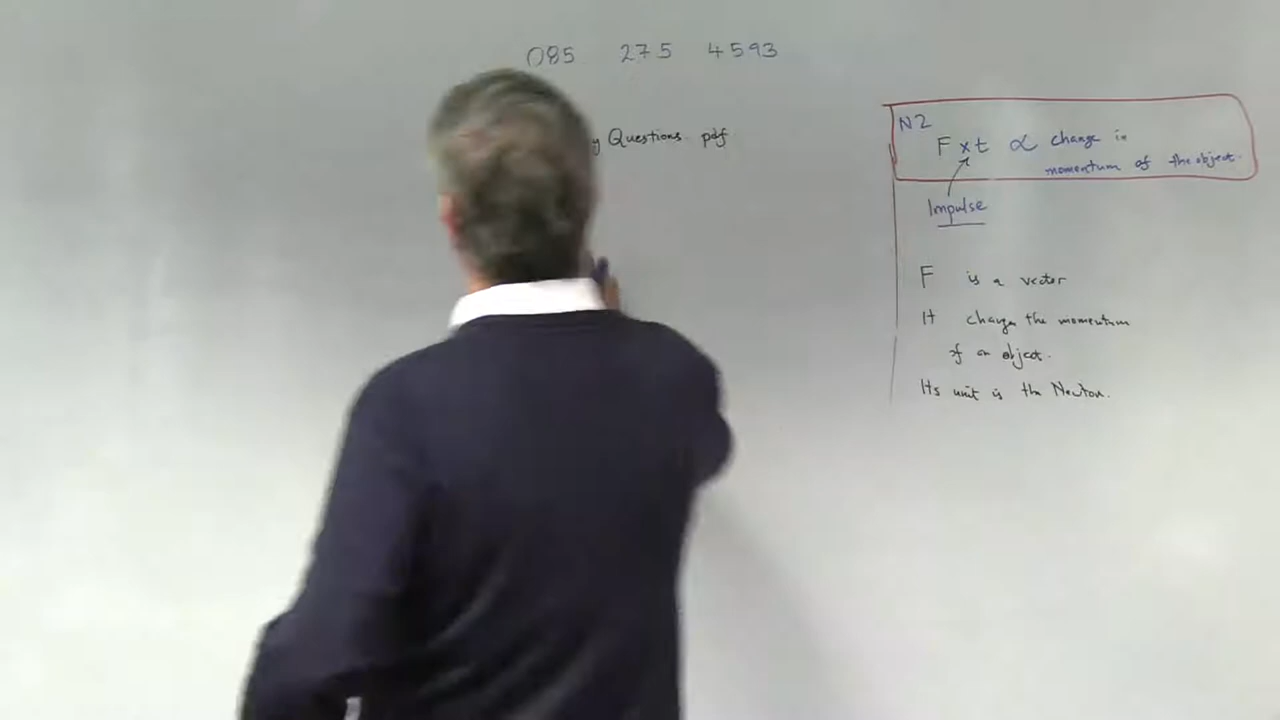 085 275 4593
Questions. pdf
N2
F x t ∝ change in
momentum of the object.
Impulse
F is a vector
It changes the momentum
of an object.
Its unit is the Newton.